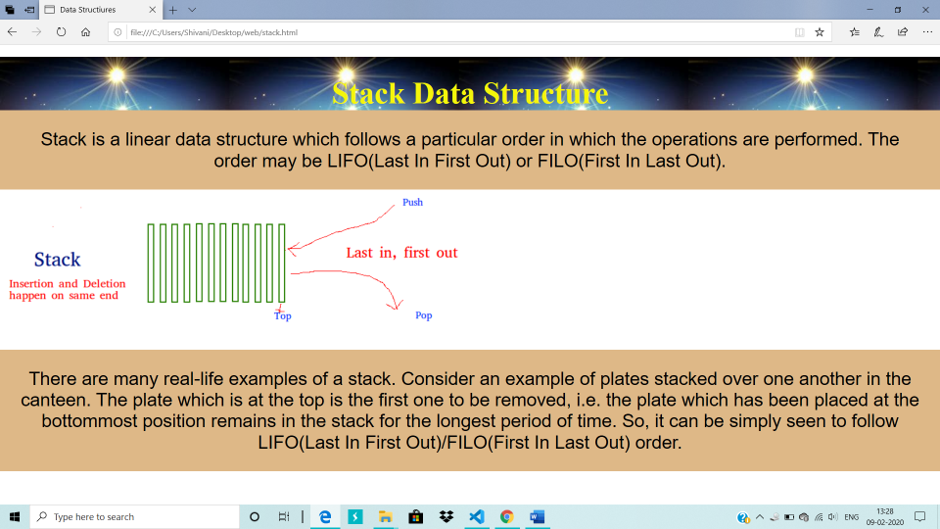 Data Structiures
file:///C:/Users/Shivani/Desktop/web/stack.html
Stack Data Structure
Stack is a linear data structure which follows a particular order in which the operations are performed. The
order may be LIFO(Last In First Out) or FILO(First In Last Out).
Push
Last in, first out
Stack
Insertion and Deletion
happen on same end
Top
Pop
There are many real-life examples of a stack. Consider an example of plates stacked over one another in the
canteen. The plate which is at the top is the first one to be removed, i.e. the plate which has been placed at the
bottommost position remains in the stack for the longest period of time. So, it can be simply seen to follow
LIFO(Last In First Out)/FILO(First In Last Out) order.
Type here to search
ENG
13:28
09-02-2020